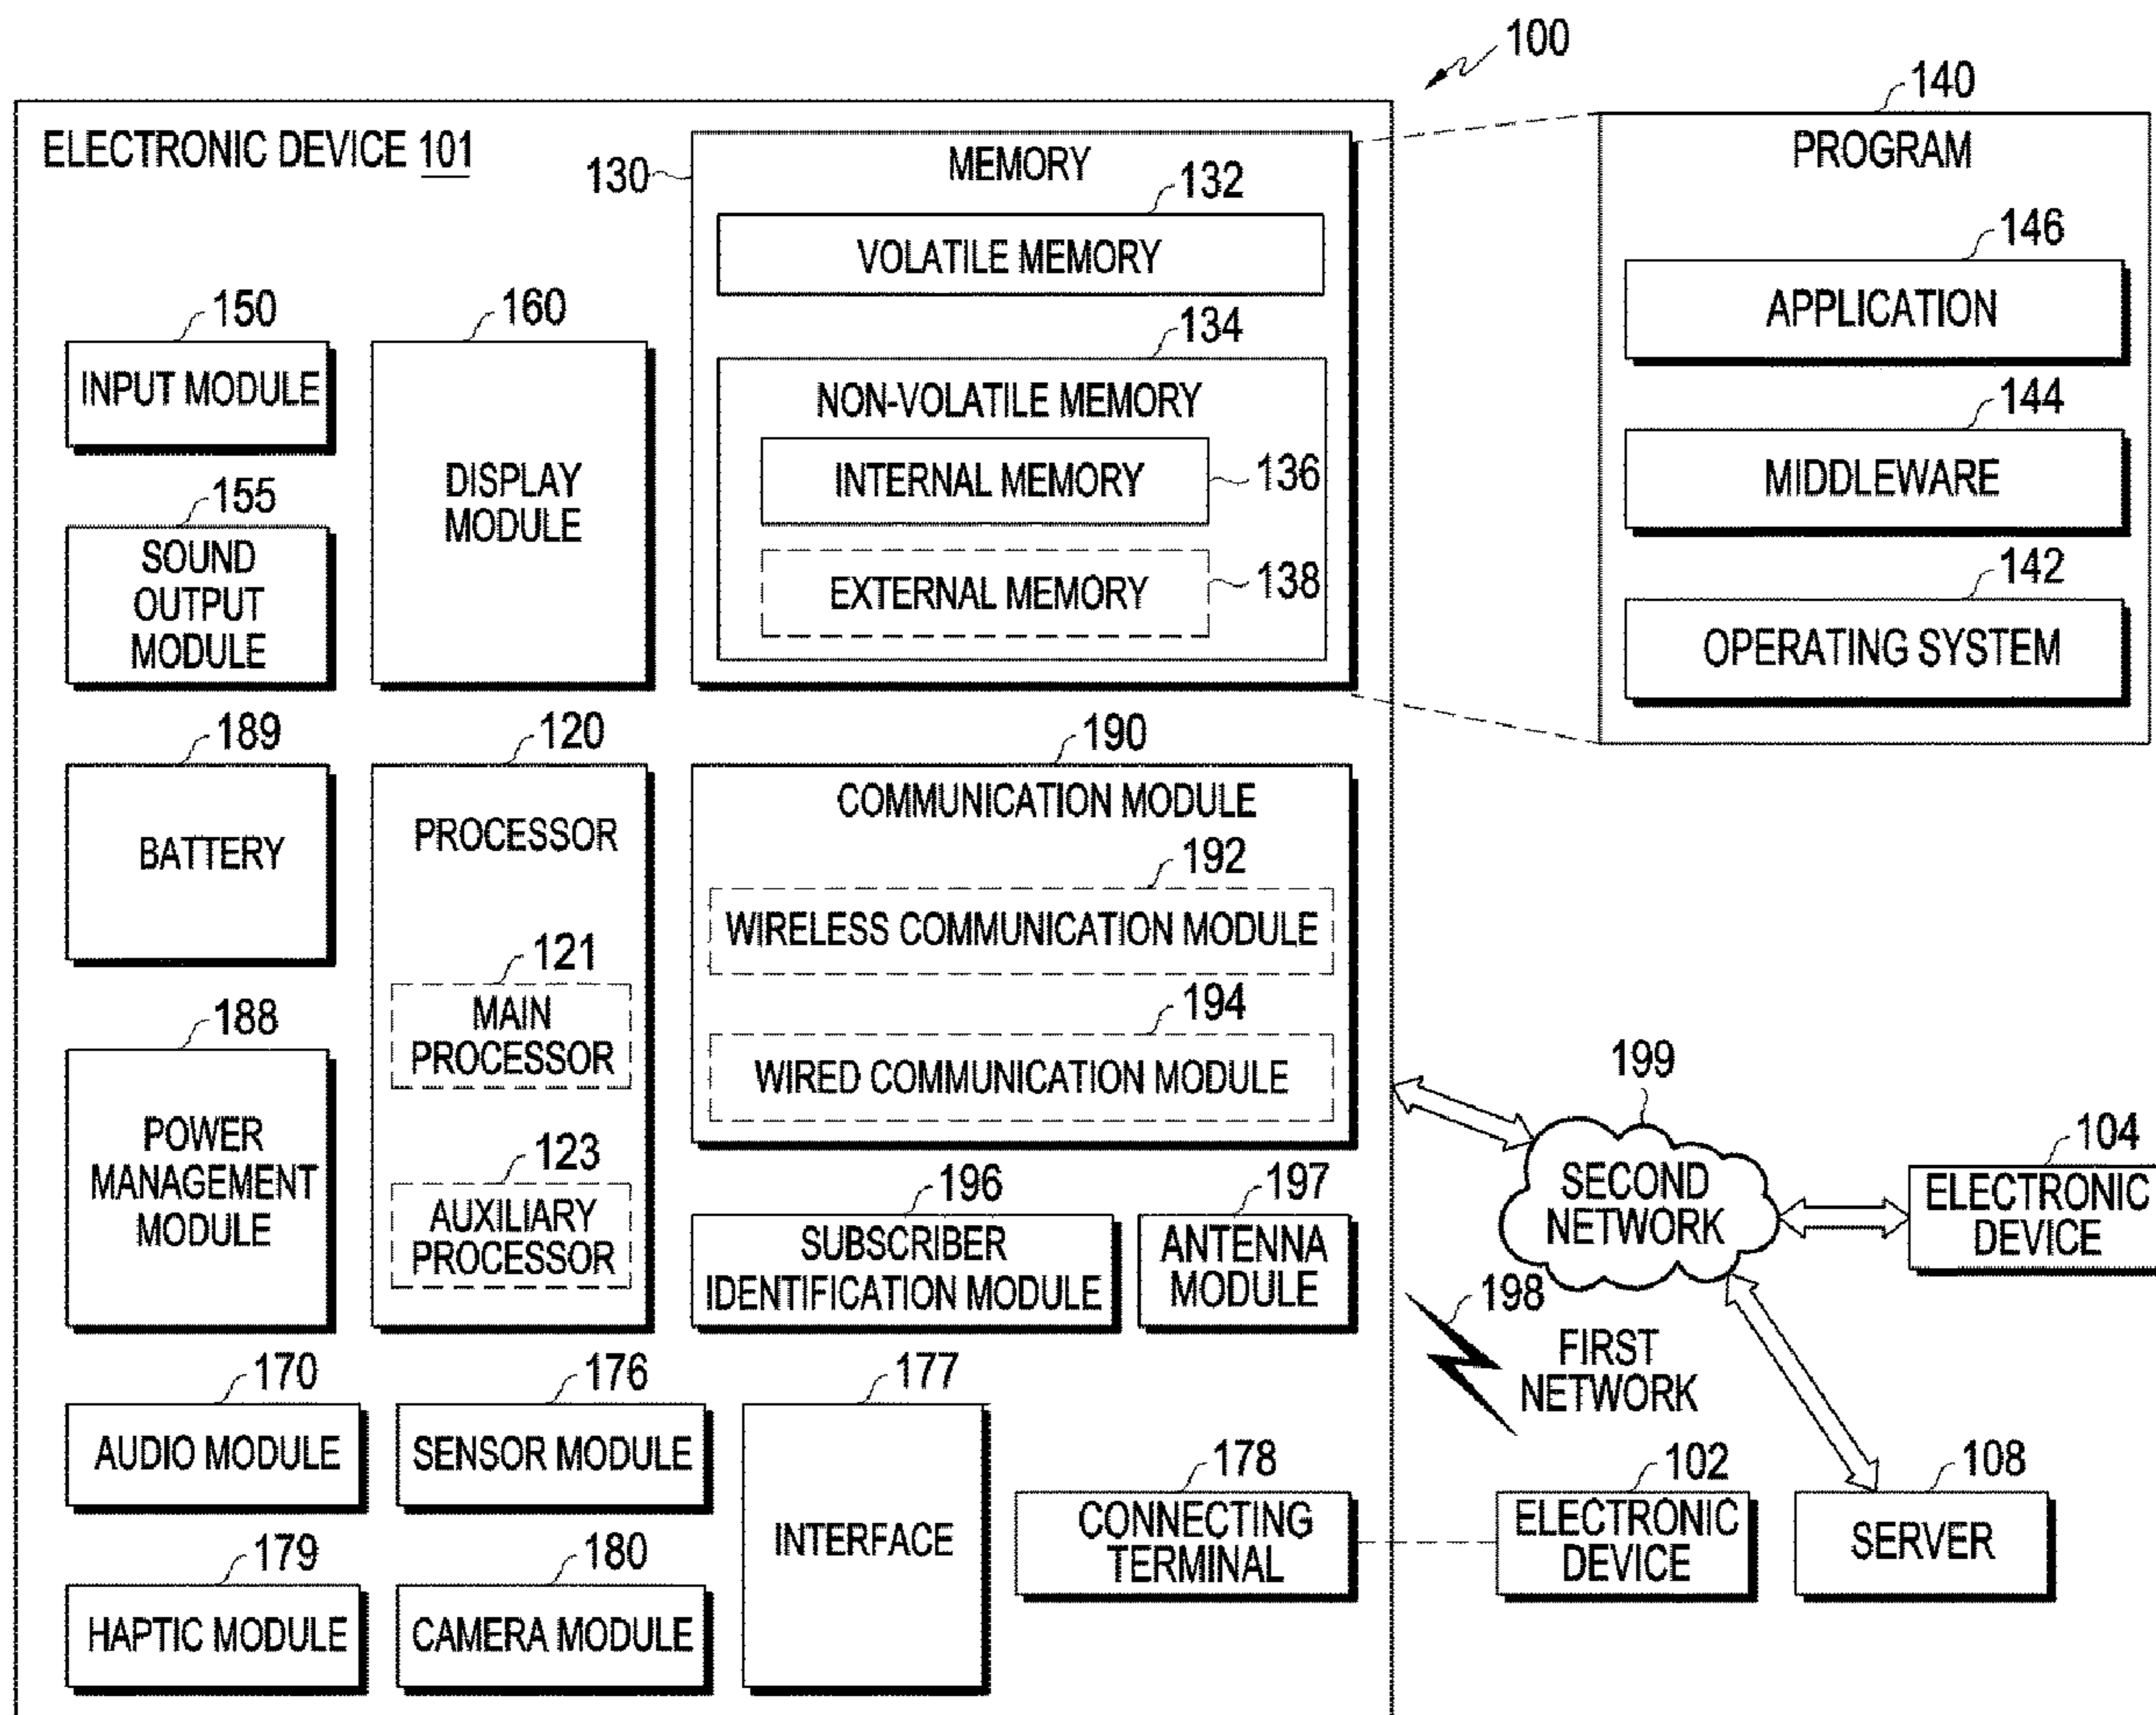 100
ELECTRONIC DEVICE 101
130
MEMORY
132
VOLATILE MEMORY
134
NON-VOLATILE MEMORY
INTERNAL MEMORY
136
EXTERNAL MEMORY
138
140
PROGRAM
146
APPLICATION
144
MIDDLEWARE
142
OPERATING SYSTEM
150
INPUT MODULE
155
SOUND
OUTPUT
MODULE
160
DISPLAY
MODULE
189
BATTERY
188
POWER
MANAGEMENT
MODULE
120
PROCESSOR
121
MAIN
PROCESSOR
123
AUXILIARY
PROCESSOR
190
COMMUNICATION MODULE
192
WIRELESS COMMUNICATION MODULE
194
WIRED COMMUNICATION MODULE
196
SUBSCRIBER
IDENTIFICATION MODULE
197
ANTENNA
MODULE
170
AUDIO MODULE
176
SENSOR MODULE
179
HAPTIC MODULE
180
CAMERA MODULE
177
INTERFACE
178
CONNECTING
TERMINAL
199
SECOND
NETWORK
104
ELECTRONIC
DEVICE
198
FIRST
NETWORK
102
ELECTRONIC
DEVICE
108
SERVER